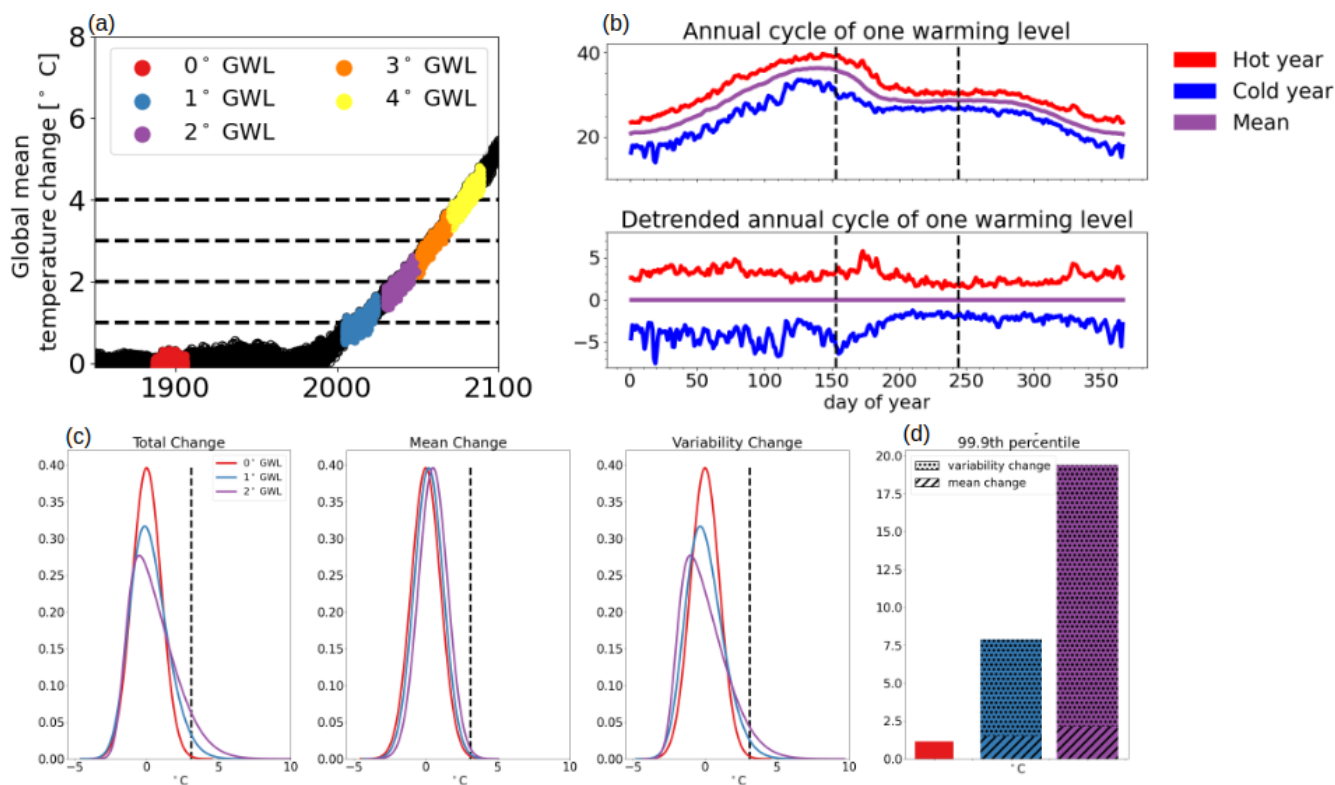 (a)
8
6
4
2
0
Global mean
temperature change [° C]
0° GWL
1° GWL
2° GWL
3° GWL
4° GWL
1900
2000
2100
(b)
Annual cycle of one warming level
40
20
Hot year
Cold year
Mean
Detrended annual cycle of one warming level
5
0
−5
0 50 100 150 200 250 300 350
day of year
(c)
Total Change
0.40
0.35
0.30
0.25
0.20
0.15
0.10
0.05
0.00
0° GWL
1° GWL
2° GWL
−5 0 5 10
°C
Mean Change
0.40
0.35
0.30
0.25
0.20
0.15
0.10
0.05
0.00
−5 0 5 10
°C
Variability Change
0.40
0.35
0.30
0.25
0.20
0.15
0.10
0.05
0.00
−5 0 5 10
°C
(d)
99.9th percentile
20.0
17.5
15.0
12.5
10.0
7.5
5.0
2.5
0.0
variability change
mean change
°C